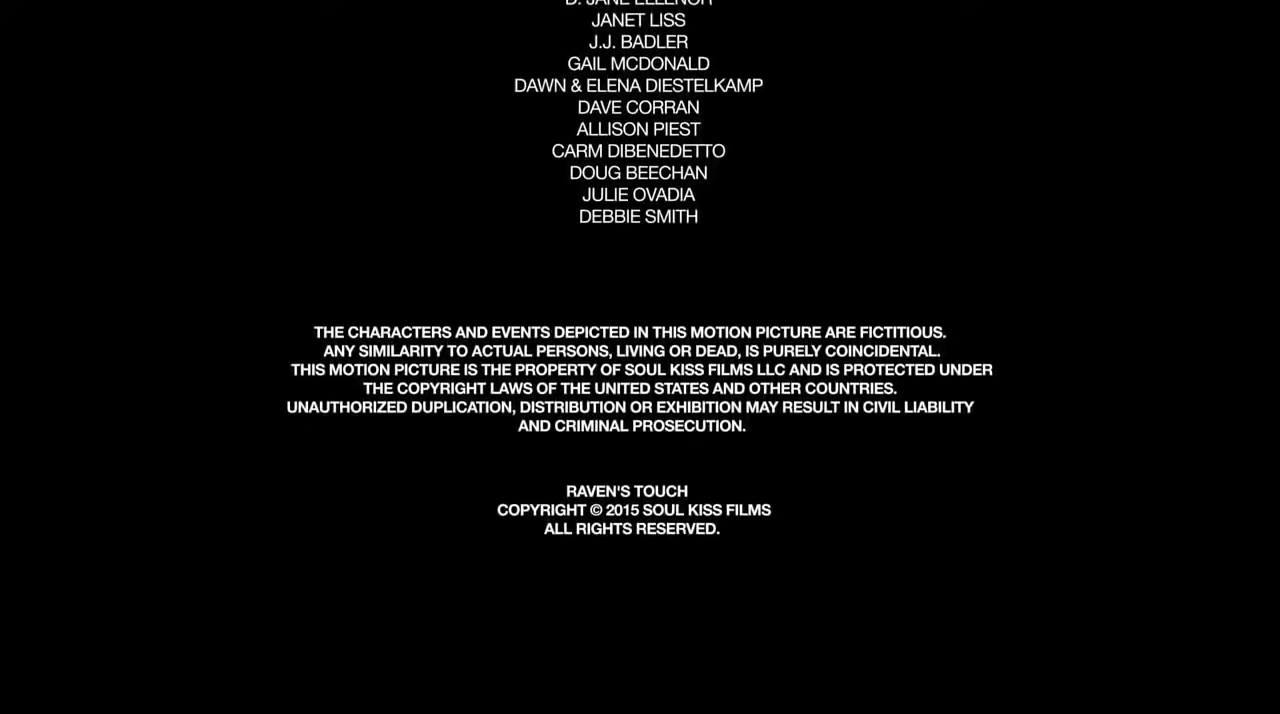 D. JANE ELLENOR
JANET LISS
J.J. BADLER
GAIL MCDONALD
DAWN & ELENA DIESTELKAMP
DAVE CORRAN
ALLISON PIEST
CARM DIBENEDETTO
DOUG BEECHAN
JULIE OVADIA
DEBBIE SMITH
THE CHARACTERS AND EVENTS DEPICTED IN THIS MOTION PICTURE ARE FICTITIOUS.
ANY SIMILARITY TO ACTUAL PERSONS, LIVING OR DEAD, IS PURELY COINCIDENTAL.
THIS MOTION PICTURE IS THE PROPERTY OF SOUL KISS FILMS LLC AND IS PROTECTED UNDER
THE COPYRIGHT LAWS OF THE UNITED STATES AND OTHER COUNTRIES.
UNAUTHORIZED DUPLICATION, DISTRIBUTION OR EXHIBITION MAY RESULT IN CIVIL LIABILITY
AND CRIMINAL PROSECUTION.
RAVEN'S TOUCH
COPYRIGHT © 2015 SOUL KISS FILMS
ALL RIGHTS RESERVED.